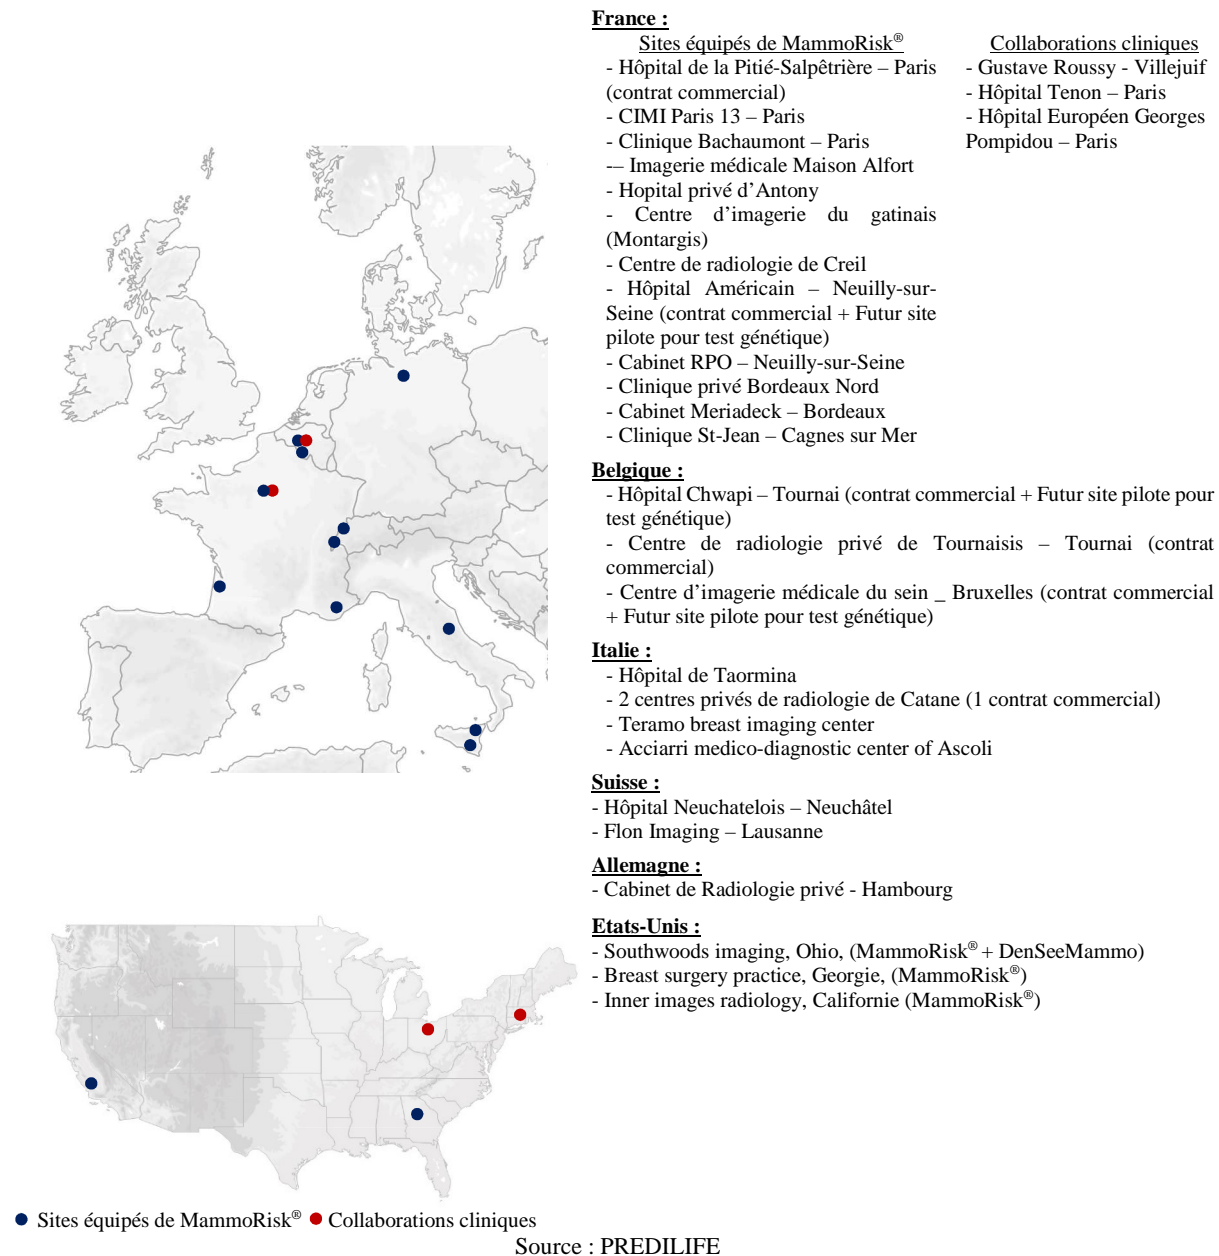 France :
Sites équipés de MammoRisk®
- Hôpital de la Pitié-Salpêtrière – Paris
(contrat commercial)
- CIMI Paris 13 – Paris
- Clinique Bachaumont – Paris
-– Imagerie médicale Maison Alfort
- Hopital privé d’Antony
- Centre d’imagerie du gatinais
(Montargis)
- Centre de radiologie de Creil
- Hôpital Américain – Neuilly-sur-
Seine (contrat commercial + Futur site
pilote pour test génétique)
- Cabinet RPO – Neuilly-sur-Seine
- Clinique privé Bordeaux Nord
- Cabinet Meriadeck – Bordeaux
- Clinique St-Jean – Cagnes sur Mer
Collaborations cliniques
- Gustave Roussy - Villejuif
- Hôpital Tenon – Paris
- Hôpital Européen Georges
Pompidou – Paris
Belgique :
- Hôpital Chwapi – Tournai (contrat commercial + Futur site pilote pour
test génétique)
- Centre de radiologie privé de Tournaisis – Tournai (contrat
commercial)
- Centre d’imagerie médicale du sein _ Bruxelles (contrat commercial
+ Futur site pilote pour test génétique)
Italie :
- Hôpital de Taormina
- 2 centres privés de radiologie de Catane (1 contrat commercial)
- Teramo breast imaging center
- Acciarri medico-diagnostic center of Ascoli
Suisse :
- Hôpital Neuchatelois – Neuchâtel
- Flon Imaging – Lausanne
Allemagne :
- Cabinet de Radiologie privé - Hambourg
Etats-Unis :
- Southwoods imaging, Ohio, (MammoRisk® + DenSeeMammo)
- Breast surgery practice, Georgie, (MammoRisk®)
- Inner images radiology, Californie (MammoRisk®)
Sites équipés de MammoRisk® Collaborations cliniques
Source : PREDILIFE